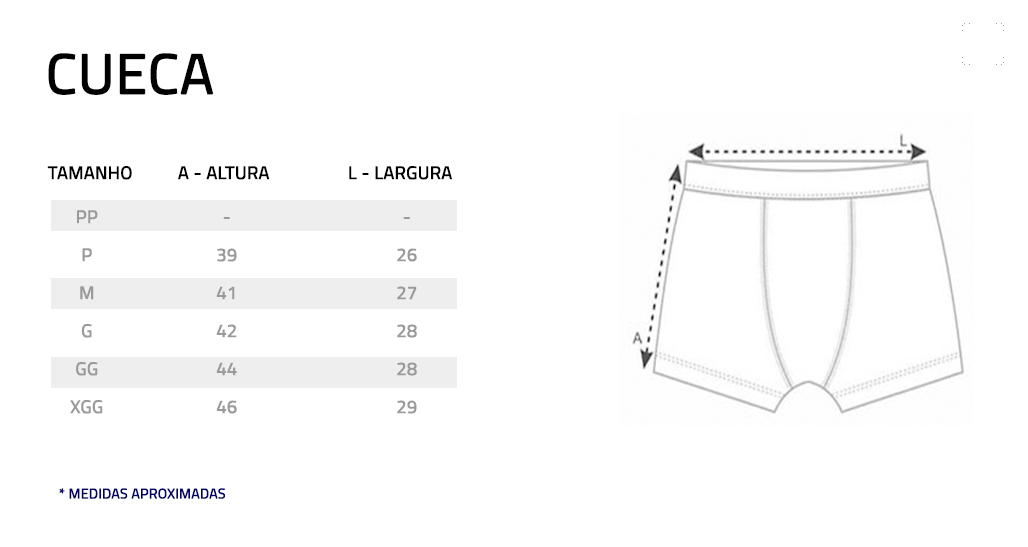 CUECA
TAMANHO A - ALTURA L - LARGURA
PP - -
P 39 26
M 41 27
G 42 28
GG 44 28
XGG 46 29
* MEDIDAS APROXIMADAS
L
A